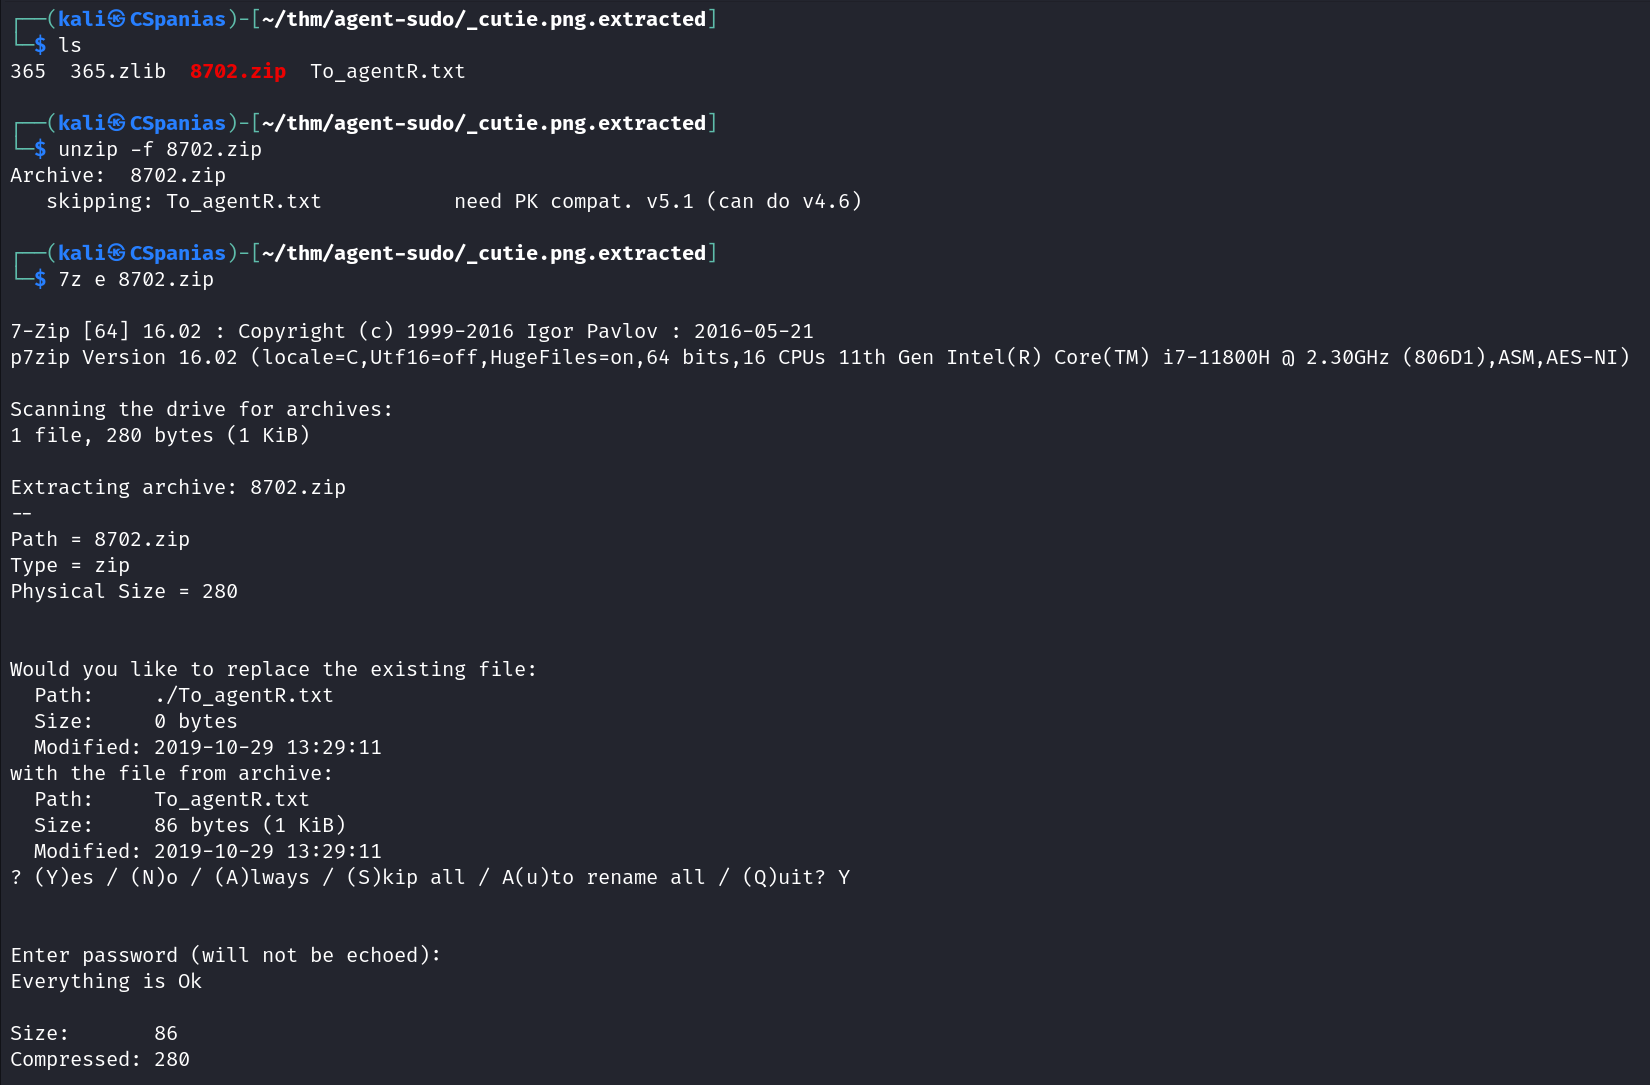 ┌──(kali㉿CSpanias)-[~/thm/agent-sudo/_cutie.png.extracted]
└─$ ls
365  365.zlib  8702.zip  To_agentR.txt
┌──(kali㉿CSpanias)-[~/thm/agent-sudo/_cutie.png.extracted]
└─$ unzip -f 8702.zip
Archive:  8702.zip
   skipping: To_agentR.txt           need PK compat. v5.1 (can do v4.6)
┌──(kali㉿CSpanias)-[~/thm/agent-sudo/_cutie.png.extracted]
└─$ 7z e 8702.zip
7-Zip [64] 16.02 : Copyright (c) 1999-2016 Igor Pavlov : 2016-05-21
p7zip Version 16.02 (locale=C,Utf16=off,HugeFiles=on,64 bits,16 CPUs 11th Gen Intel(R) Core(TM) i7-11800H @ 2.30GHz (806D1),ASM,AES-NI)
Scanning the drive for archives:
1 file, 280 bytes (1 KiB)
Extracting archive: 8702.zip
--
Path = 8702.zip
Type = zip
Physical Size = 280
Would you like to replace the existing file:
  Path:     ./To_agentR.txt
  Size:     0 bytes
  Modified: 2019-10-29 13:29:11
with the file from archive:
  Path:     To_agentR.txt
  Size:     86 bytes (1 KiB)
  Modified: 2019-10-29 13:29:11
? (Y)es / (N)o / (A)lways / (S)kip all / A(u)to rename all / (Q)uit? Y
Enter password (will not be echoed):
Everything is Ok
Size:       86
Compressed: 280